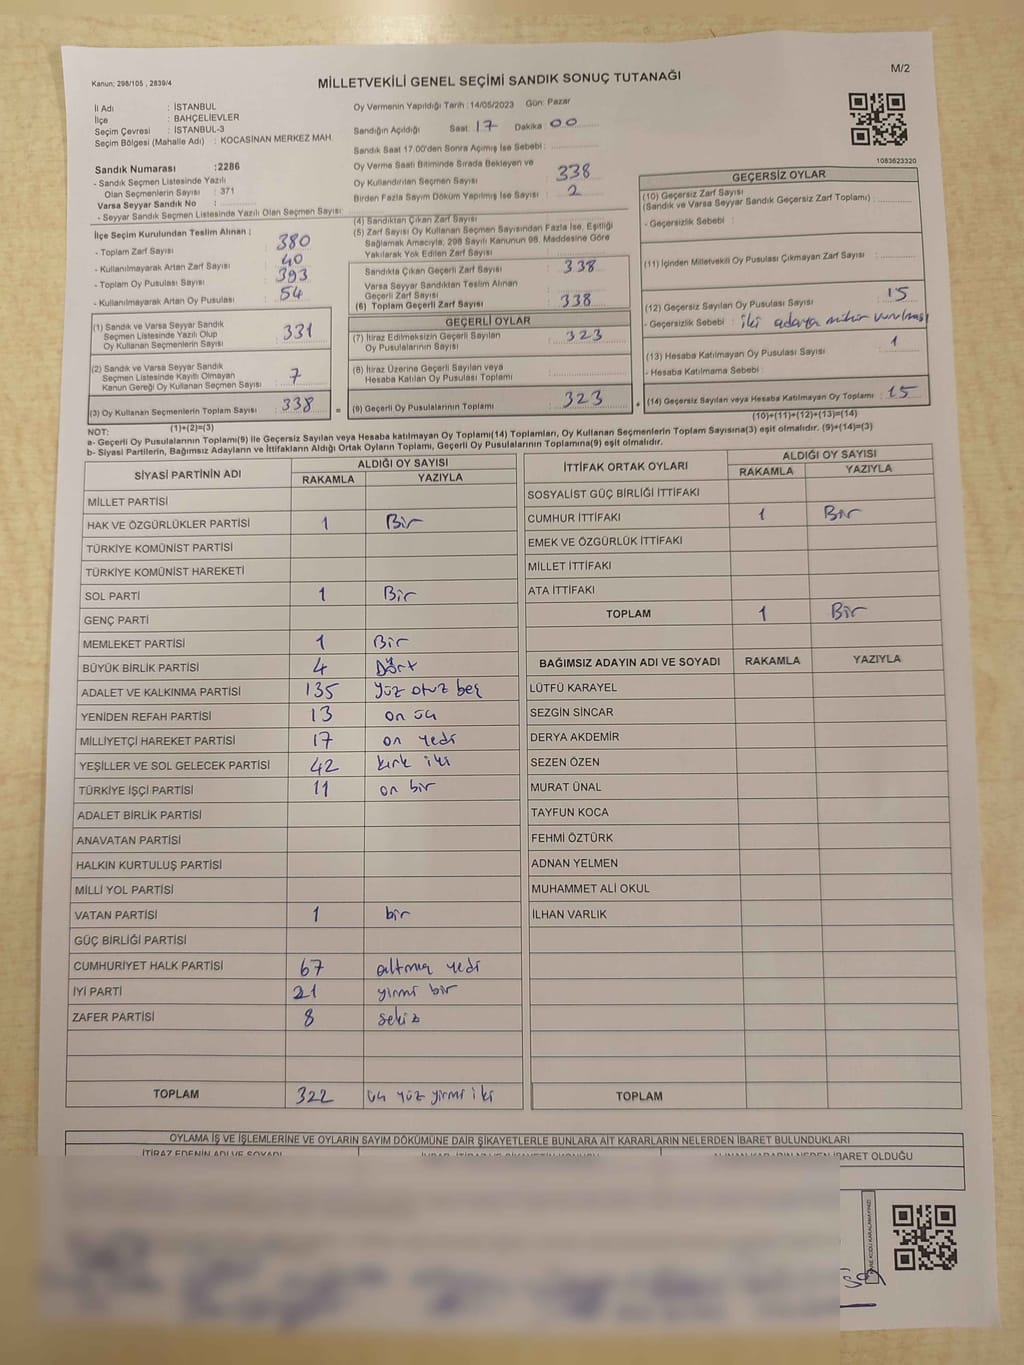 Kanun: 298/105 , 2839/4
MİLLETVEKİLİ GENEL SEÇİMİ SANDIK SONUÇ TUTANAĞI
M/2
İl Adı : İSTANBUL
İlçe : BAHÇELİEVLER
Seçim Çevresi : İSTANBUL-3
Seçim Bölgesi (Mahalle Adı) : KOCASİNAN MERKEZ MAH.
Sandık Numarası :2286
- Sandık Seçmen Listesinde Yazılı
Olan Seçmenlerin Sayısı : 371
Varsa Seyyar Sandık No :
- Seyyar Sandık Seçmen Listesinde Yazılı Olan Seçmen Sayısı:
Oy Vermenin Yapıldığı Tarih :14/05/2023 Gün: Pazar
Sandığın Açıldığı Saat 17 Dakika 00
Sandık Saat 17.00'den Sonra Açımış İse Sebebi :
Oy Verme Saati Bitiminde Sırada Bekleyen ve
Oy Kullandırılan Seçmen Sayısı : 338
Birden Fazla Sayım Döküm Yapılmış İse Sayısı : 2
1083623320
İlçe Seçim Kurulundan Teslim Alınan ;
- Toplam Zarf Sayısı : 380
- Kullanılmayarak Artan Zarf Sayısı : 40
- Toplam Oy Pusulası Sayısı : 393
- Kullanılmayarak Artan Oy Pusulası : 54
(1) Sandık ve Varsa Seyyar Sandık
Seçmen Listesinde Yazılı Olup
Oy Kullanan Seçmenlerin Sayısı : 331
(2) Sandık ve Varsa Seyyar Sandık
Seçmen Listesinde Kayıtlı Olmayan
Kanun Gereği Oy Kullanan Seçmen Sayısı : 7
(3) Oy Kullanan Seçmenlerin Toplam Sayısı : 338
(1)+(2)=(3)
(4) Sandıktan Çıkan Zarf Sayısı :
(5) Zarf Sayısı Oy Kullanan Seçmen Sayısından Fazla İse, Eşitliği
Sağlamak Amacıyla, 298 Sayılı Kanunun 98. Maddesine Göre
Yakılarak Yok Edilen Zarf Sayısı :
Sandıkta Çıkan Geçerli Zarf Sayısı : 338
Varsa Seyyar Sandıktan Teslim Alınan
Geçerli Zarf Sayısı :
(6) Toplam Geçerli Zarf Sayısı : 338
GEÇERLİ OYLAR
(7) İtiraz Edilmeksizin Geçerli Sayılan
Oy Pusulalarının Sayısı : 323
(8) İtiraz Üzerine Geçerli Sayılan veya
Hesaba Katılan Oy Pusulası Toplamı :
= (9) Geçerli Oy Pusulalarının Toplamı : 323
GEÇERSİZ OYLAR
(10) Geçersiz Zarf Sayısı
(Sandık ve Varsa Seyyar Sandık Geçersiz Zarf Toplamı) :
- Geçersizlik Sebebi :
(11) İçinden Milletvekili Oy Pusulası Çıkmayan Zarf Sayısı :
(12) Geçersiz Sayılan Oy Pusulası Sayısı : 15
- Geçersizlik Sebebi : iki adaya mühür vurulması
(13) Hesaba Katılmayan Oy Pusulası Sayısı : 1
- Hesaba Katılmama Sebebi :
+ (14) Geçersiz Sayılan veya Hesaba Katılmayan Oy Toplamı : 15
(10)+(11)+(12)+(13)=(14)
NOT:
a- Geçerli Oy Pusulalarının Toplamı(9) ile Geçersiz Sayılan veya Hesaba katılmayan Oy Toplamı(14) Toplamları, Oy Kullanan Seçmenlerin Toplam Sayısına(3) eşit olmalıdır. (9)+(14)=(3)
b- Siyasi Partilerin, Bağımsız Adayların ve İttifakların Aldığı Ortak Oyların Toplamı, Geçerli Oy Pusulalarının Toplamına(9) eşit olmalıdır.
SİYASİ PARTİNİN ADI ALDIĞI OY SAYISI
RAKAMLA YAZIYLA
MİLLET PARTİSİ
HAK VE ÖZGÜRLÜKLER PARTİSİ 1 Bir
TÜRKİYE KOMÜNİST PARTİSİ
TÜRKİYE KOMÜNİST HAREKETİ
SOL PARTİ 1 Bir
GENÇ PARTİ
MEMLEKET PARTİSİ 1 Bir
BÜYÜK BİRLİK PARTİSİ 4 Dört
ADALET VE KALKINMA PARTİSİ 135 yüz otuz beş
YENİDEN REFAH PARTİSİ 13 on üç
MİLLİYETÇİ HAREKET PARTİSİ 17 on yedi
YEŞİLLER VE SOL GELECEK PARTİSİ 42 kırk iki
TÜRKİYE İŞÇİ PARTİSİ 11 on bir
ADALET BİRLİK PARTİSİ
ANAVATAN PARTİSİ
HALKIN KURTULUŞ PARTİSİ
MİLLİ YOL PARTİSİ
VATAN PARTİSİ 1 bir
GÜÇ BİRLİĞİ PARTİSİ
CUMHURİYET HALK PARTİSİ 67 altmış yedi
İYİ PARTİ 21 yirmi bir
ZAFER PARTİSİ 8 sekiz
TOPLAM 322 üç yüz yirmi iki
İTTİFAK ORTAK OYLARI ALDIĞI OY SAYISI
RAKAMLA YAZIYLA
SOSYALİST GÜÇ BİRLİĞİ İTTİFAKI
CUMHUR İTTİFAKI 1 Bir
EMEK VE ÖZGÜRLÜK İTTİFAKI
MİLLET İTTİFAKI
ATA İTTİFAKI
TOPLAM 1 Bir
BAĞIMSIZ ADAYIN ADI VE SOYADI RAKAMLA YAZIYLA
LÜTFÜ KARAYEL
SEZGİN SİNCAR
DERYA AKDEMİR
SEZEN ÖZEN
MURAT ÜNAL
TAYFUN KOCA
FEHMİ ÖZTÜRK
ADNAN YELMEN
MUHAMMET ALİ OKUL
İLHAN VARLIK
TOPLAM
OYLAMA İŞ VE İŞLEMLERİNE VE OYLARIN SAYIM DÖKÜMÜNE DAİR ŞİKAYETLERLE BUNLARA AİT KARARLARIN NELERDEN İBARET BULUNDUKLARI
İTİRAZ EDENİN ADI VE SOYADI
İBARET OLDUĞU